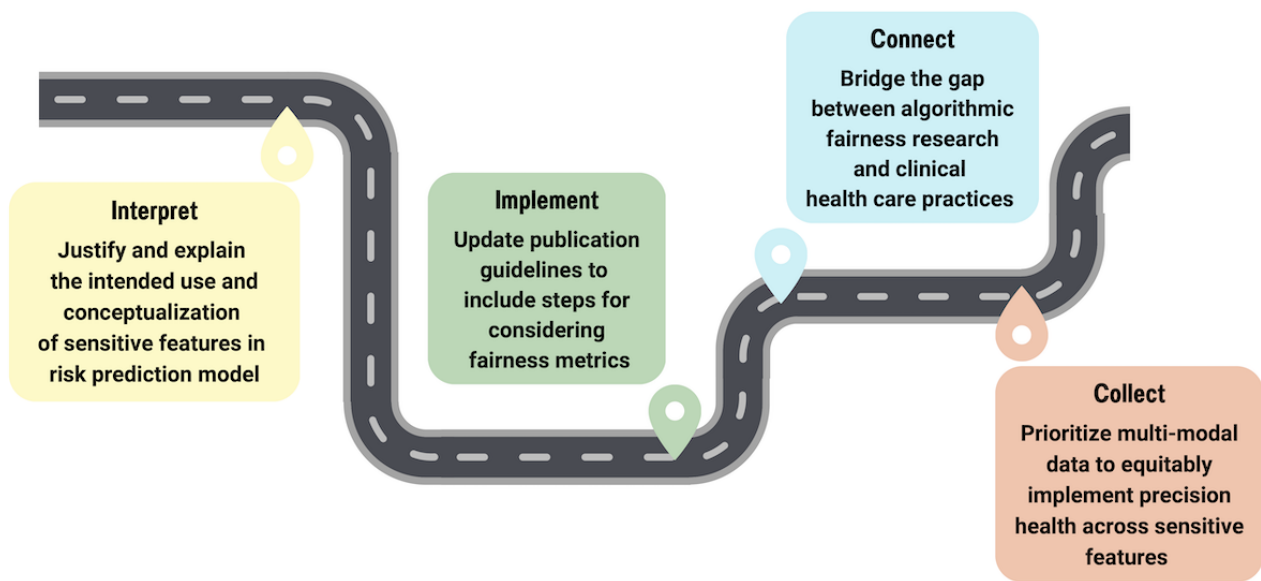 Interpret
Justify and explain
the intended use and
conceptualization
of sensitive features in
risk prediction model
Implement
Update publication
guidelines to
include steps for
considering
fairness metrics
Connect
Bridge the gap
between algorithmic
fairness research
and clinical
health care practices
Collect
Prioritize multi-modal
data to equitably
implement precision
health across sensitive
features